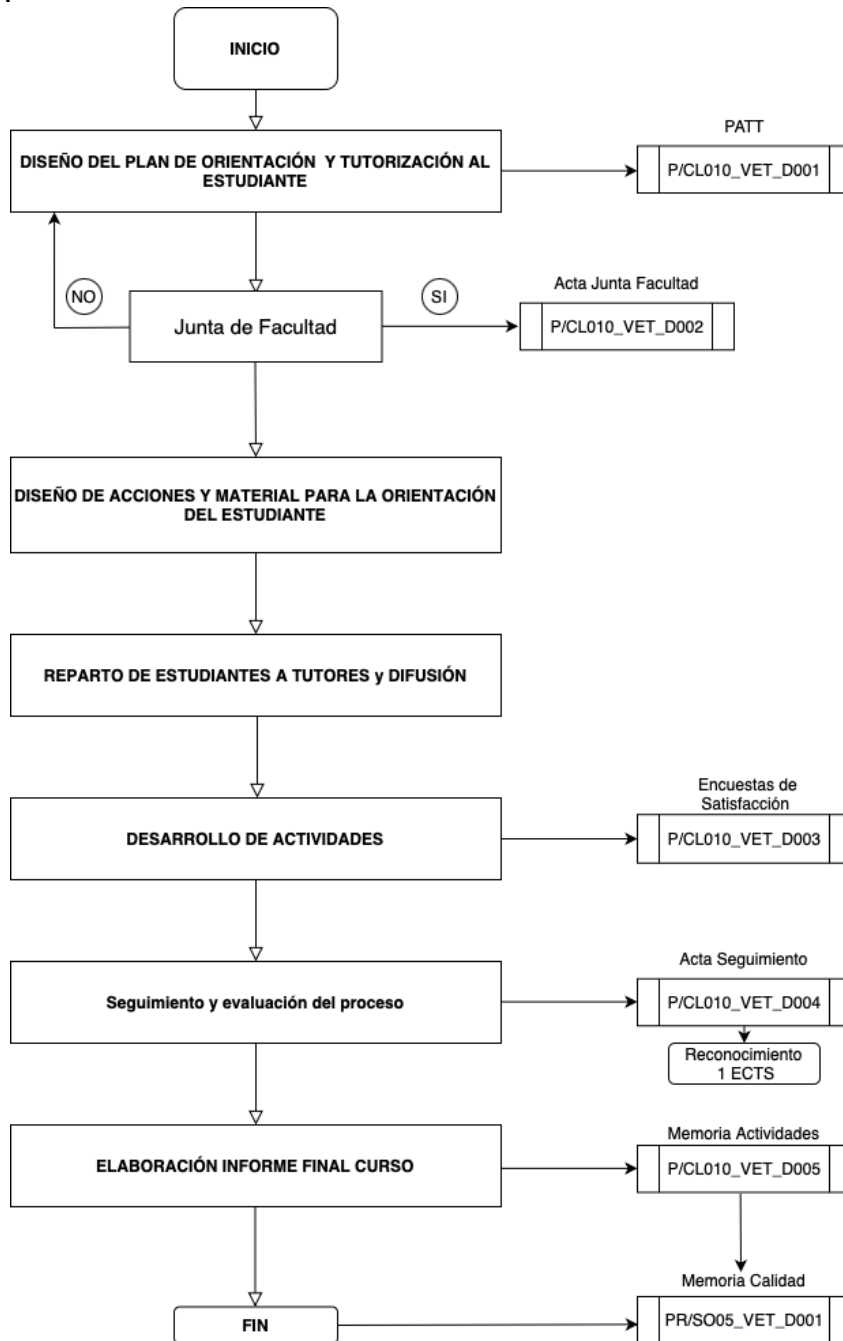 INICIO
PATT
DISEÑO DEL PLAN DE ORIENTACIÓN Y TUTORIZACIÓN AL
ESTUDIANTE
P/CL010_VET_D001
NO
SI
Acta Junta Facultad
Junta de Facultad
P/CL010_VET_D002
DISEÑO DE ACCIONES Y MATERIAL PARA LA ORIENTACIÓN
DEL ESTUDIANTE
REPARTO DE ESTUDIANTES A TUTORES y DIFUSIÓN
Encuestas de
Satisfacción
DESARROLLO DE ACTIVIDADES
P/CL010_VET_D003
Acta Seguimiento
Seguimiento y evaluación del proceso
P/CL010_VET_D004
Reconocimiento
1 ECTS
Memoria Actividades
ELABORACIÓN INFORME FINAL CURSO
P/CL010_VET_D005
Memoria Calidad
FIN
PR/SO05_VET_D001